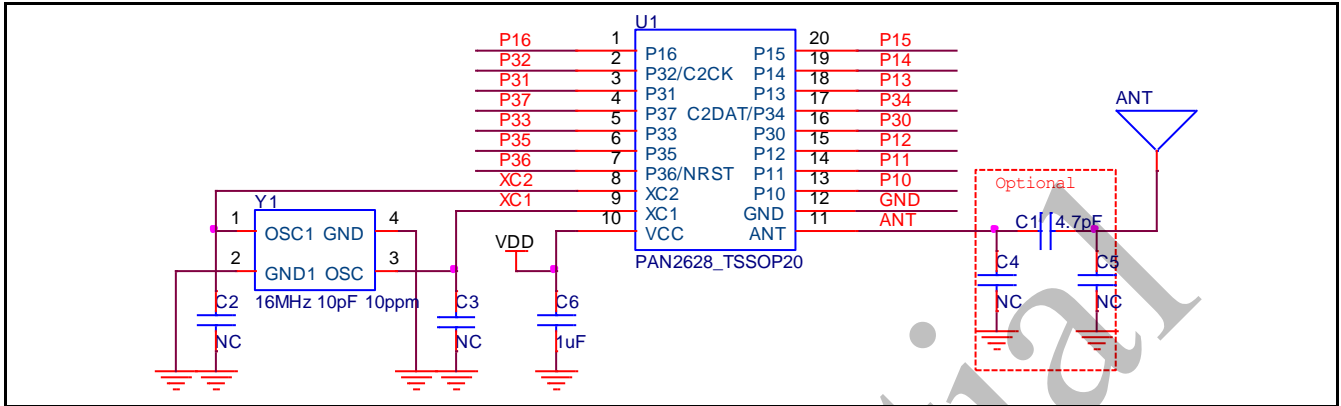 U1
P16 1 P16 P15 20 P15
P32 2 P32/C2CK P14 19 P14
P31 3 P31 P13 18 P13
P37 4 P37 C2DAT/P34 17 P34
P33 5 P33 P30 16 P30
P35 6 P35 P12 15 P12
P36 7 P36/NRST P11 14 P11
XC2 8 XC2 P10 13 P10
XC1 9 XC1 GND 12 GND
10 VCC ANT 11 ANT
PAN2628_TSSOP20
ANT
Optional
C1 4.7pF
C4
NC
C5
NC
Y1
1 OSC1 GND 4
2 GND1 OSC 3
16MHz 10pF 10ppm
VDD
C2
NC
C3
NC
C6
1uF
tial